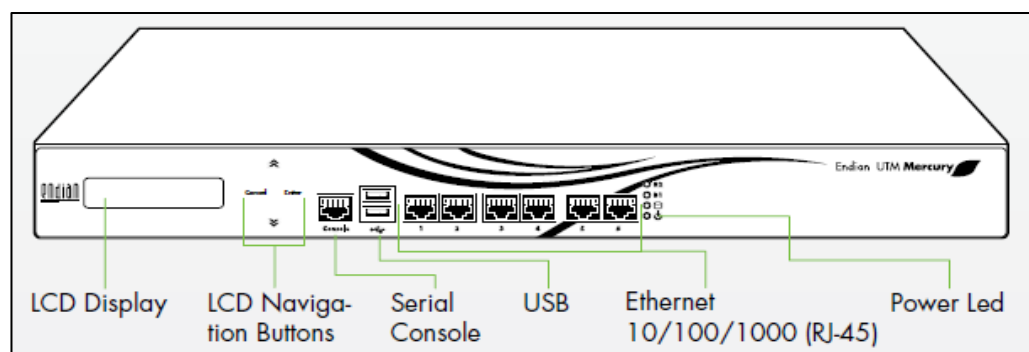 endian
Endian UTM Mercury
Cancel Enter
Console
1 2 3 4 5 6
LCD Display
LCD Naviga-
tion Buttons
Serial
Console
USB
Ethernet
10/100/1000 (RJ-45)
Power Led